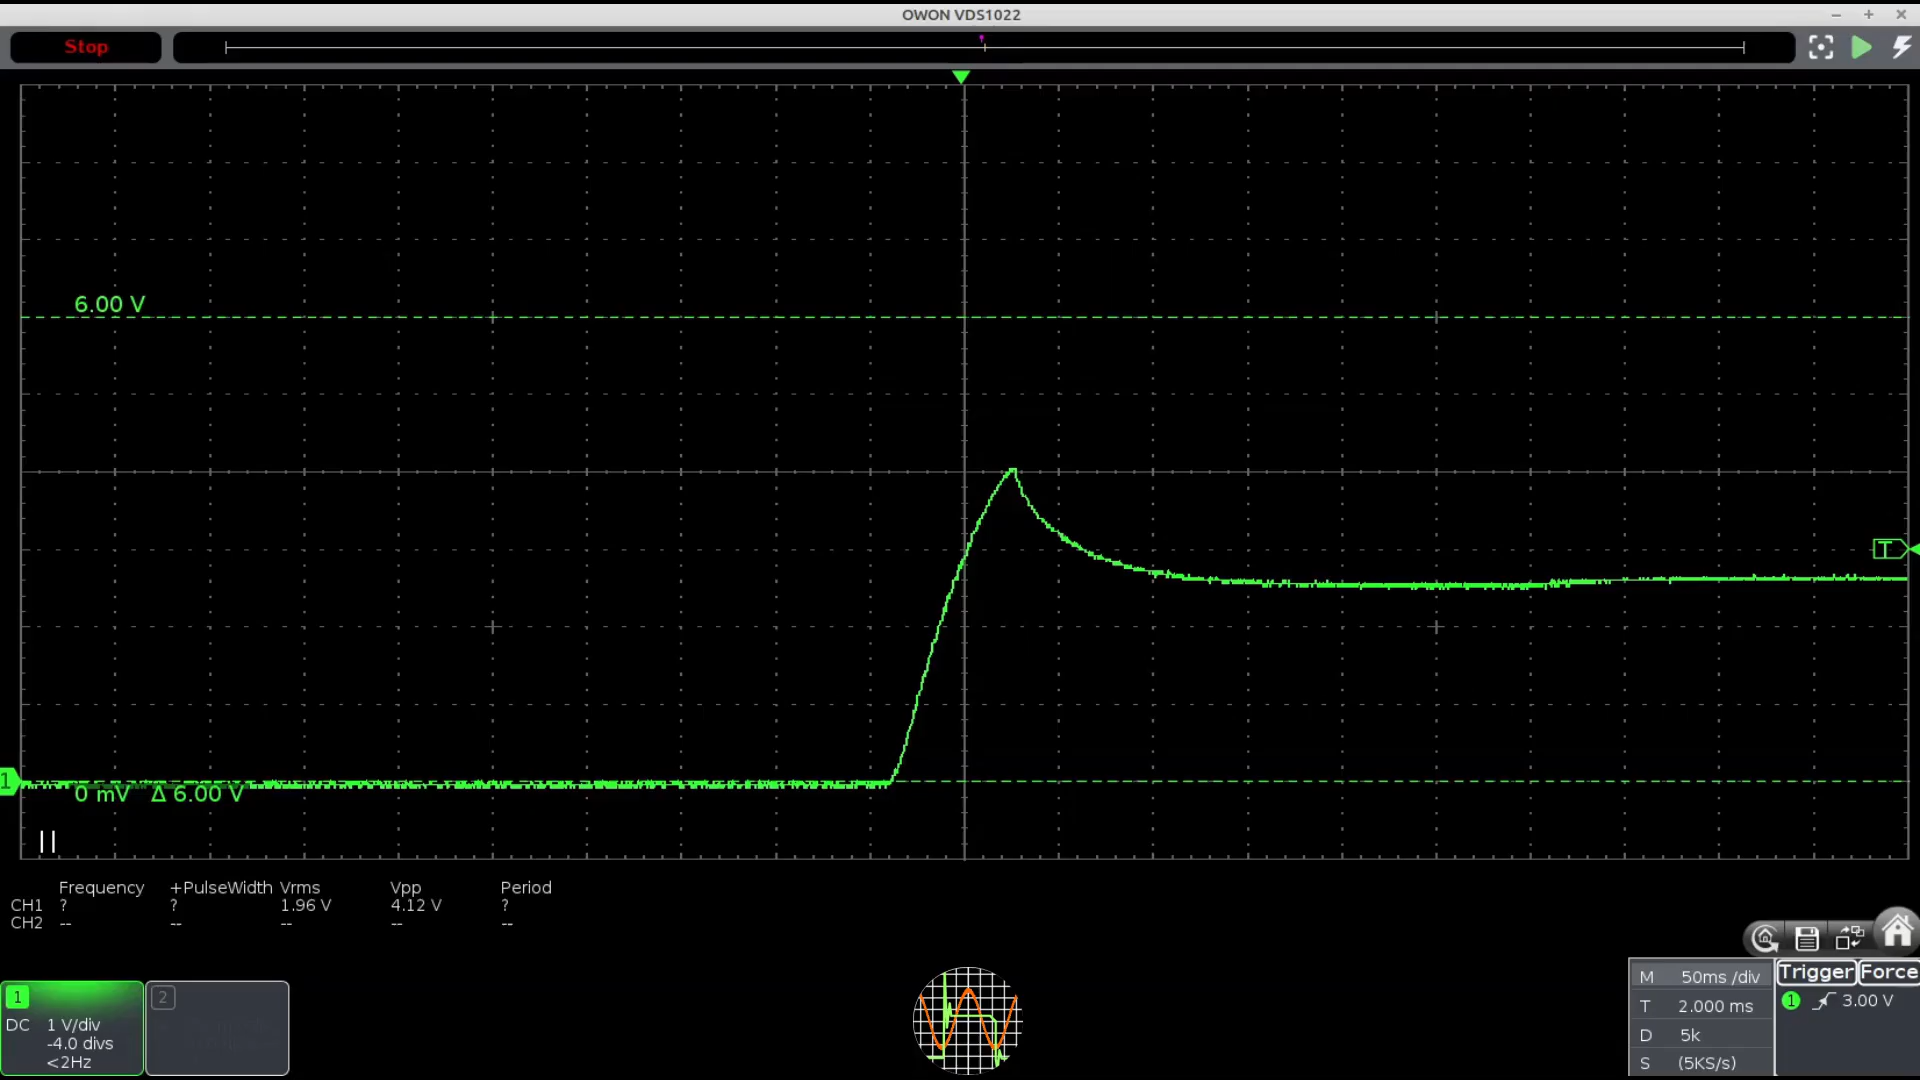 OWON VDS1022
Stop
6.00 V
T
1
0 mV Δ 6.00 V
Frequency +PulseWidth Vrms Vpp Period
CH1 ? ? 1.96 V 4.12 V ?
CH2 -- -- -- -- --
M 50ms /div
T 2.000 ms
D 5k
S (5KS/s)
Trigger Force
1 3.00 V
1
DC 1 V/div
-4.0 divs
<2Hz
2